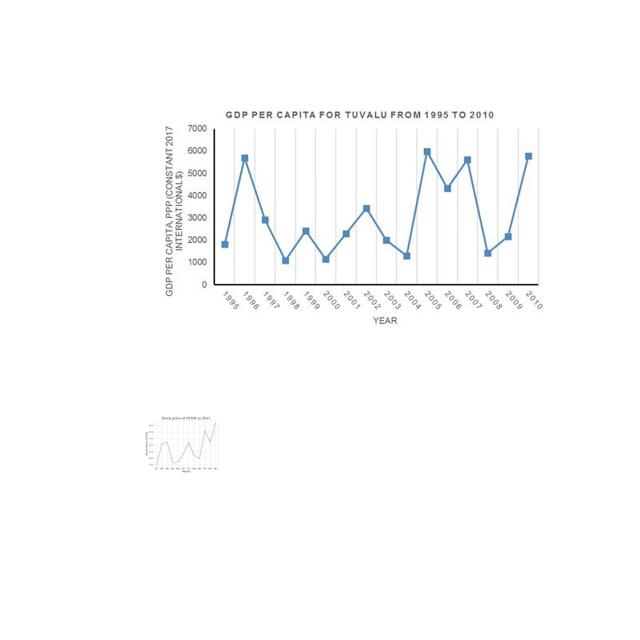 GDP PER CAPITA FOR TUVALU FROM 1995 TO 2010
GDP PER CAPITA, PPP (CONSTANT 2017
INTERNATIONAL$)
7000
6000
5000
4000
3000
2000
1000
0
1995 1996 1997 1998 1999 2000 2001 2002 2003 2004 2005 2006 2007 2008 2009 2010
YEAR
Month